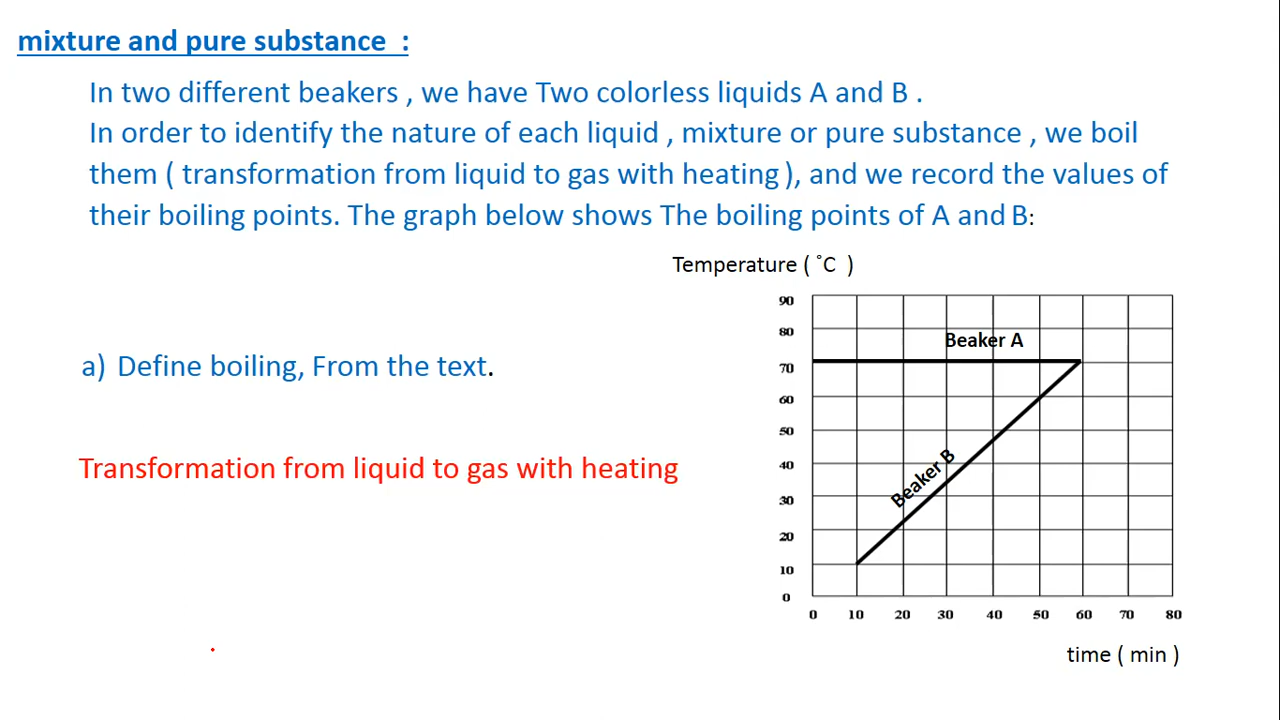 mixture and pure substance :
In two different beakers , we have Two colorless liquids A and B .
In order to identify the nature of each liquid , mixture or pure substance , we boil
them ( transformation from liquid to gas with heating ), and we record the values of
their boiling points. The graph below shows The boiling points of A and B:
Temperature ( ˚C )
a) Define boiling, From the text.
Transformation from liquid to gas with heating
90
80
70
60
50
40
30
20
10
0
Beaker A
Beaker B
0 10 20 30 40 50 60 70 80
time ( min )